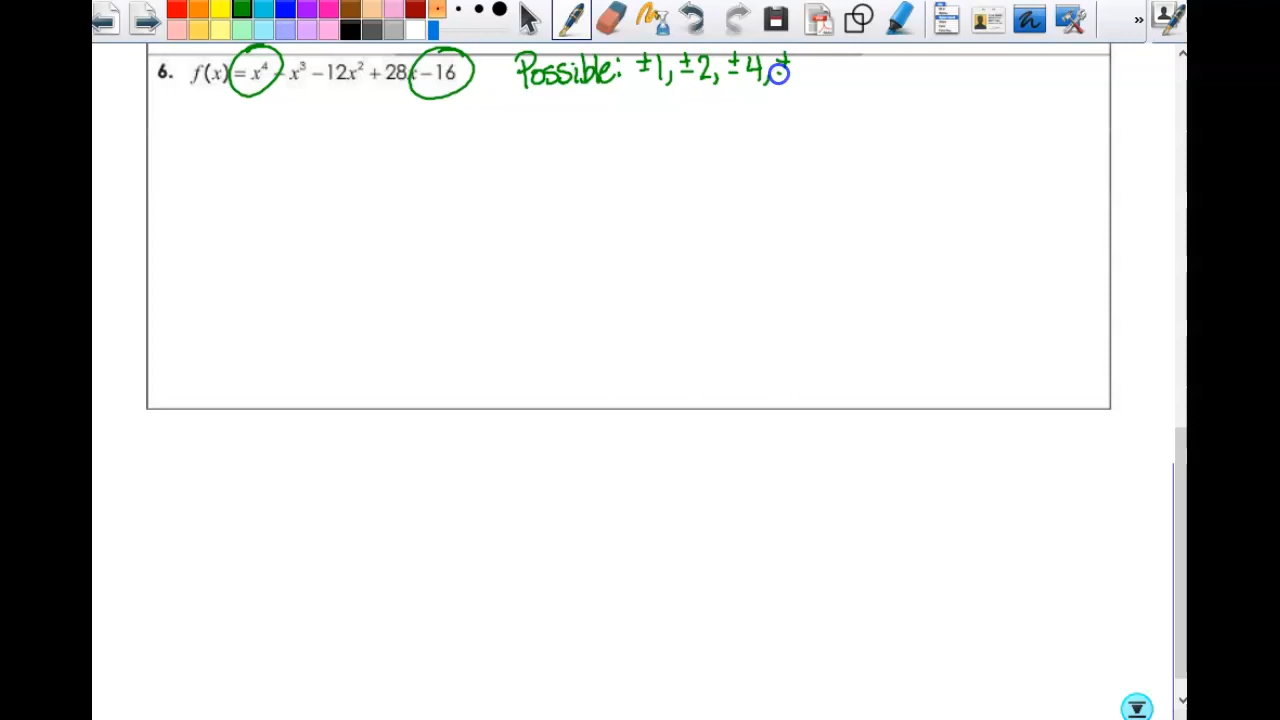 6. f(x) = x⁴ - x³ - 12x² + 28x - 16 Possible: ±1, ±2, ±4, ±